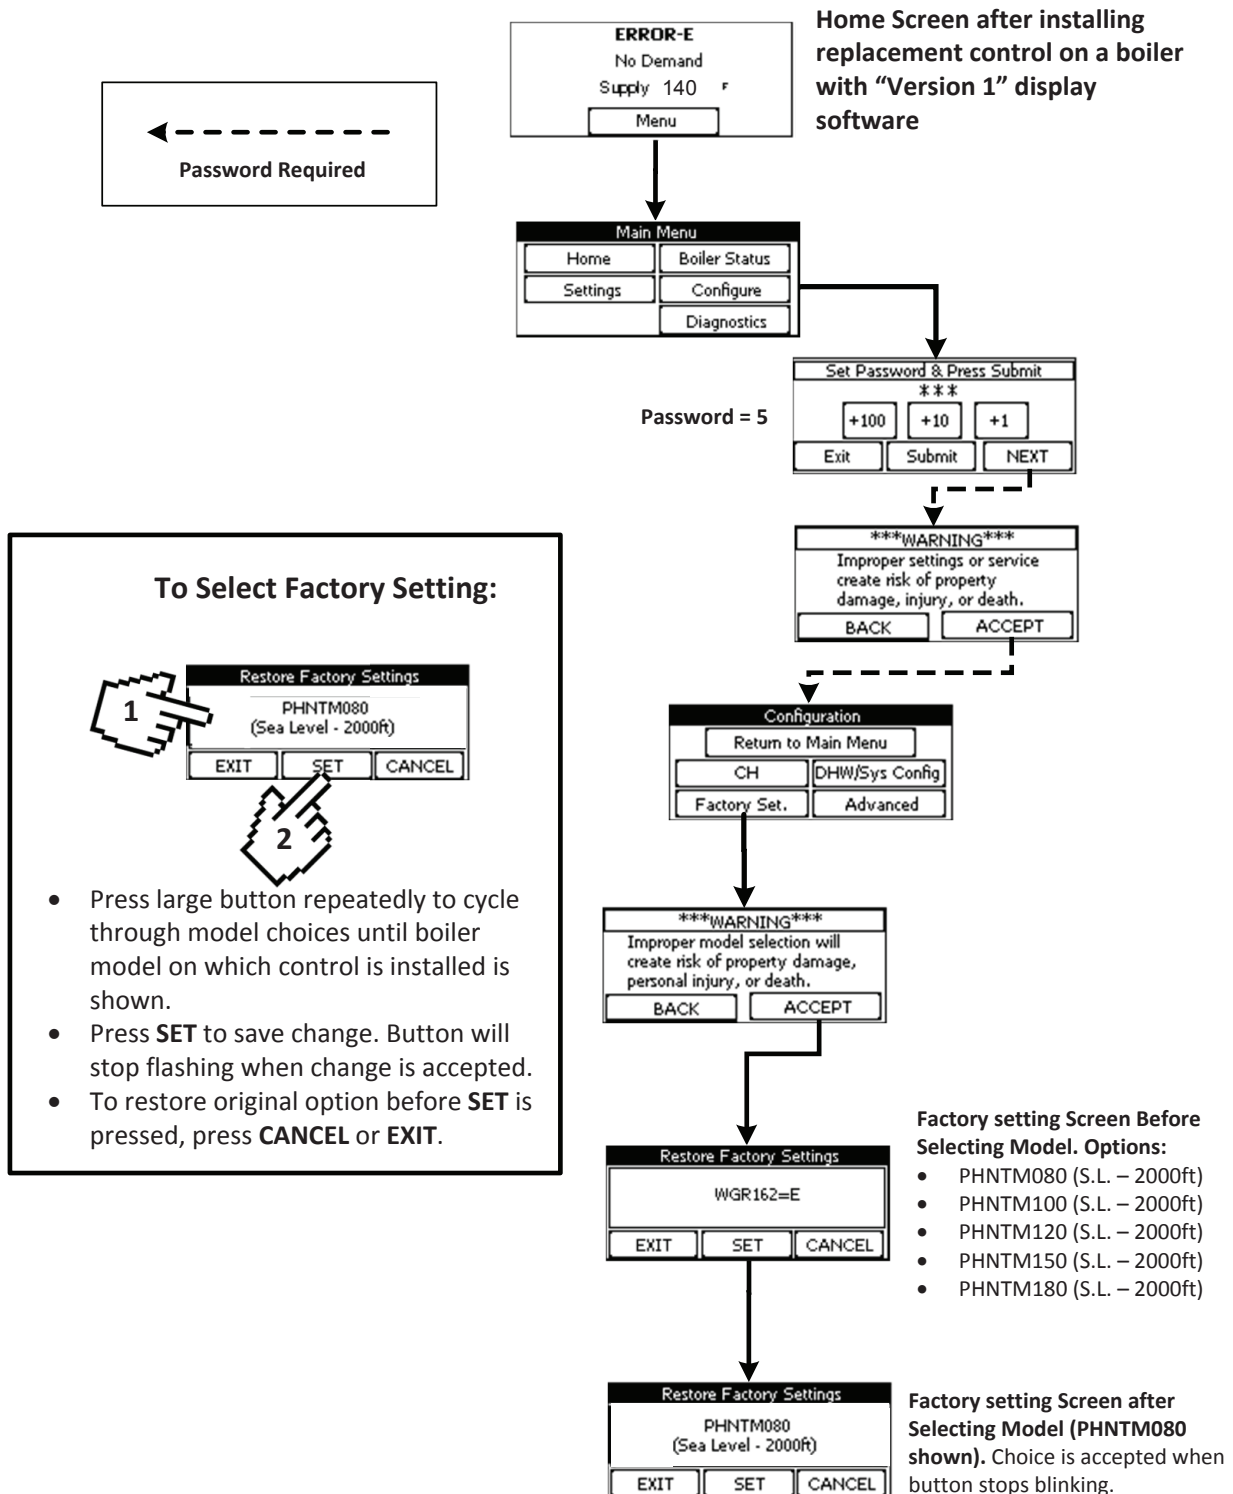 ERROR-E
No Demand
Supply 140 F
Menu
Home Screen after installing
replacement control on a boiler
with “Version 1” display
software
Password Required
Main Menu
Home
Boiler Status
Settings
Configure
Diagnostics
Set Password & Press Submit
***
+100
+10
+1
Exit
Submit
NEXT
Password = 5
***WARNING***
Improper settings or service
create risk of property
damage, injury, or death.
BACK
ACCEPT
Configuration
Return to Main Menu
CH
DHW/Sys Config
Factory Set.
Advanced
***WARNING***
Improper model selection will
create risk of property damage,
personal injury, or death.
BACK
ACCEPT
Restore Factory Settings
WGR162=E
EXIT
SET
CANCEL
Factory setting Screen Before
Selecting Model. Options:
• PHNTM080 (S.L. – 2000ft)
• PHNTM100 (S.L. – 2000ft)
• PHNTM120 (S.L. – 2000ft)
• PHNTM150 (S.L. – 2000ft)
• PHNTM180 (S.L. – 2000ft)
Restore Factory Settings
PHNTM080
(Sea Level - 2000ft)
EXIT
SET
CANCEL
Factory setting Screen after
Selecting Model (PHNTM080
shown). Choice is accepted when
button stops blinking.
To Select Factory Setting:
Restore Factory Settings
PHNTM080
(Sea Level - 2000ft)
EXIT
SET
CANCEL
1
2
• Press large button repeatedly to cycle
through model choices until boiler
model on which control is installed is
shown.
• Press SET to save change. Button will
stop flashing when change is accepted.
• To restore original option before SET is
pressed, press CANCEL or EXIT.